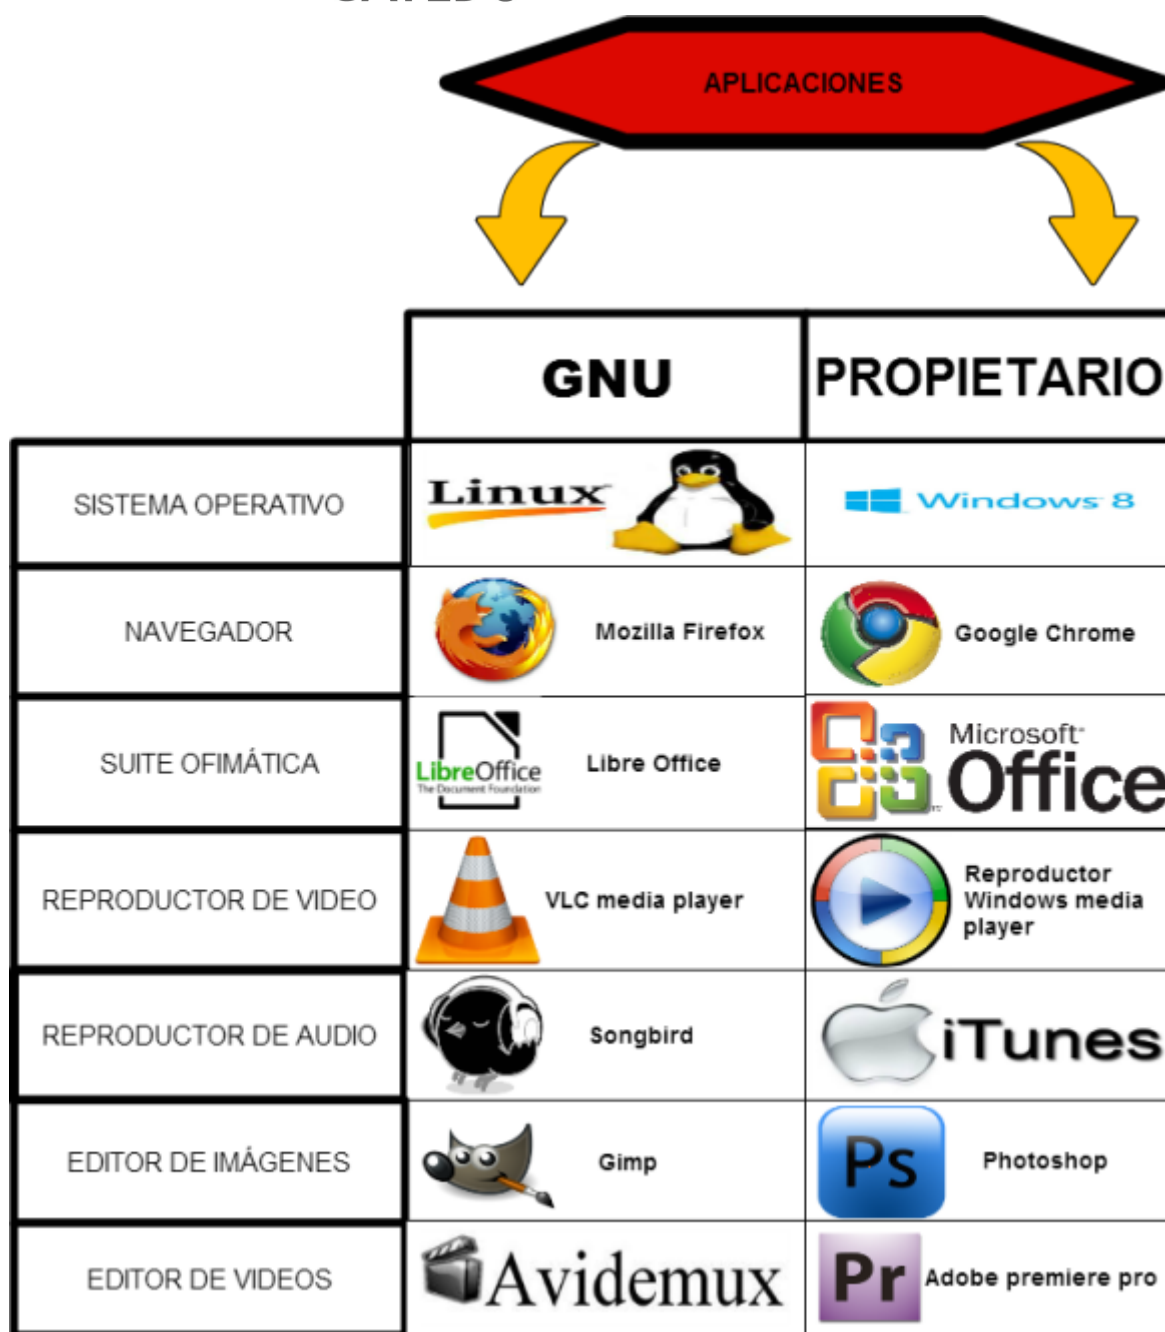 APLICACIONES
GNU
PROPIETARIO
SISTEMA OPERATIVO
Linux
Windows 8
NAVEGADOR
Mozilla Firefox
Google Chrome
SUITE OFIMÁTICA
LibreOffice
The Document Foundation
Libre Office
Microsoft
Office
REPRODUCTOR DE VIDEO
VLC media player
Reproductor
Windows media
player
REPRODUCTOR DE AUDIO
Songbird
iTunes
EDITOR DE IMÁGENES
Gimp
Ps
Photoshop
EDITOR DE VIDEOS
Avidemux
Pr
Adobe premiere pro